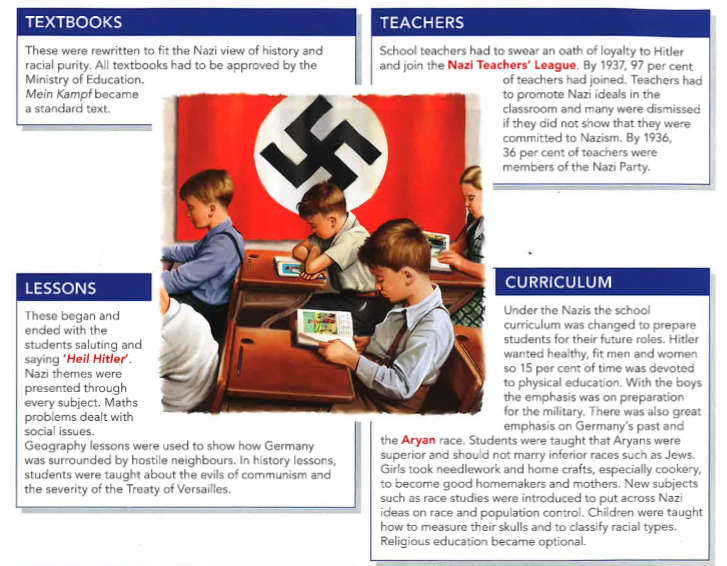 TEXTBOOKS
These were rewritten to fit the Nazi view of history and
racial purity. All textbooks had to be approved by the
Ministry of Education.
Mein Kampf became
a standard text.
TEACHERS
School teachers had to swear an oath of loyalty to Hitler
and join the Nazi Teachers' League. By 1937, 97 per cent
of teachers had joined. Teachers had
to promote Nazi ideals in the
classroom and many were dismissed
if they did not show that they were
committed to Nazism. By 1936,
36 per cent of teachers were
members of the Nazi Party.
LESSONS
These began and
ended with the
students saluting and
saying 'Heil Hitler'.
Nazi themes were
presented through
every subject. Maths
problems dealt with
social issues.
Geography lessons were used to show how Germany
was surrounded by hostile neighbours. In history lessons,
students were taught about the evils of communism and
the severity of the Treaty of Versailles.
CURRICULUM
Under the Nazis the school
curriculum was changed to prepare
students for their future roles. Hitler
wanted healthy, fit men and women
so 15 per cent of time was devoted
to physical education. With the boys
the emphasis was on preparation
for the military. There was also great
emphasis on Germany's past and
the Aryan race. Students were taught that Aryans were
superior and should not marry inferior races such as Jews.
Girls took needlework and home crafts, especially cookery,
to become good homemakers and mothers. New subjects
such as race studies were introduced to put across Nazi
ideas on race and population control. Children were taught
how to measure their skulls and to classify racial types.
Religious education became optional.